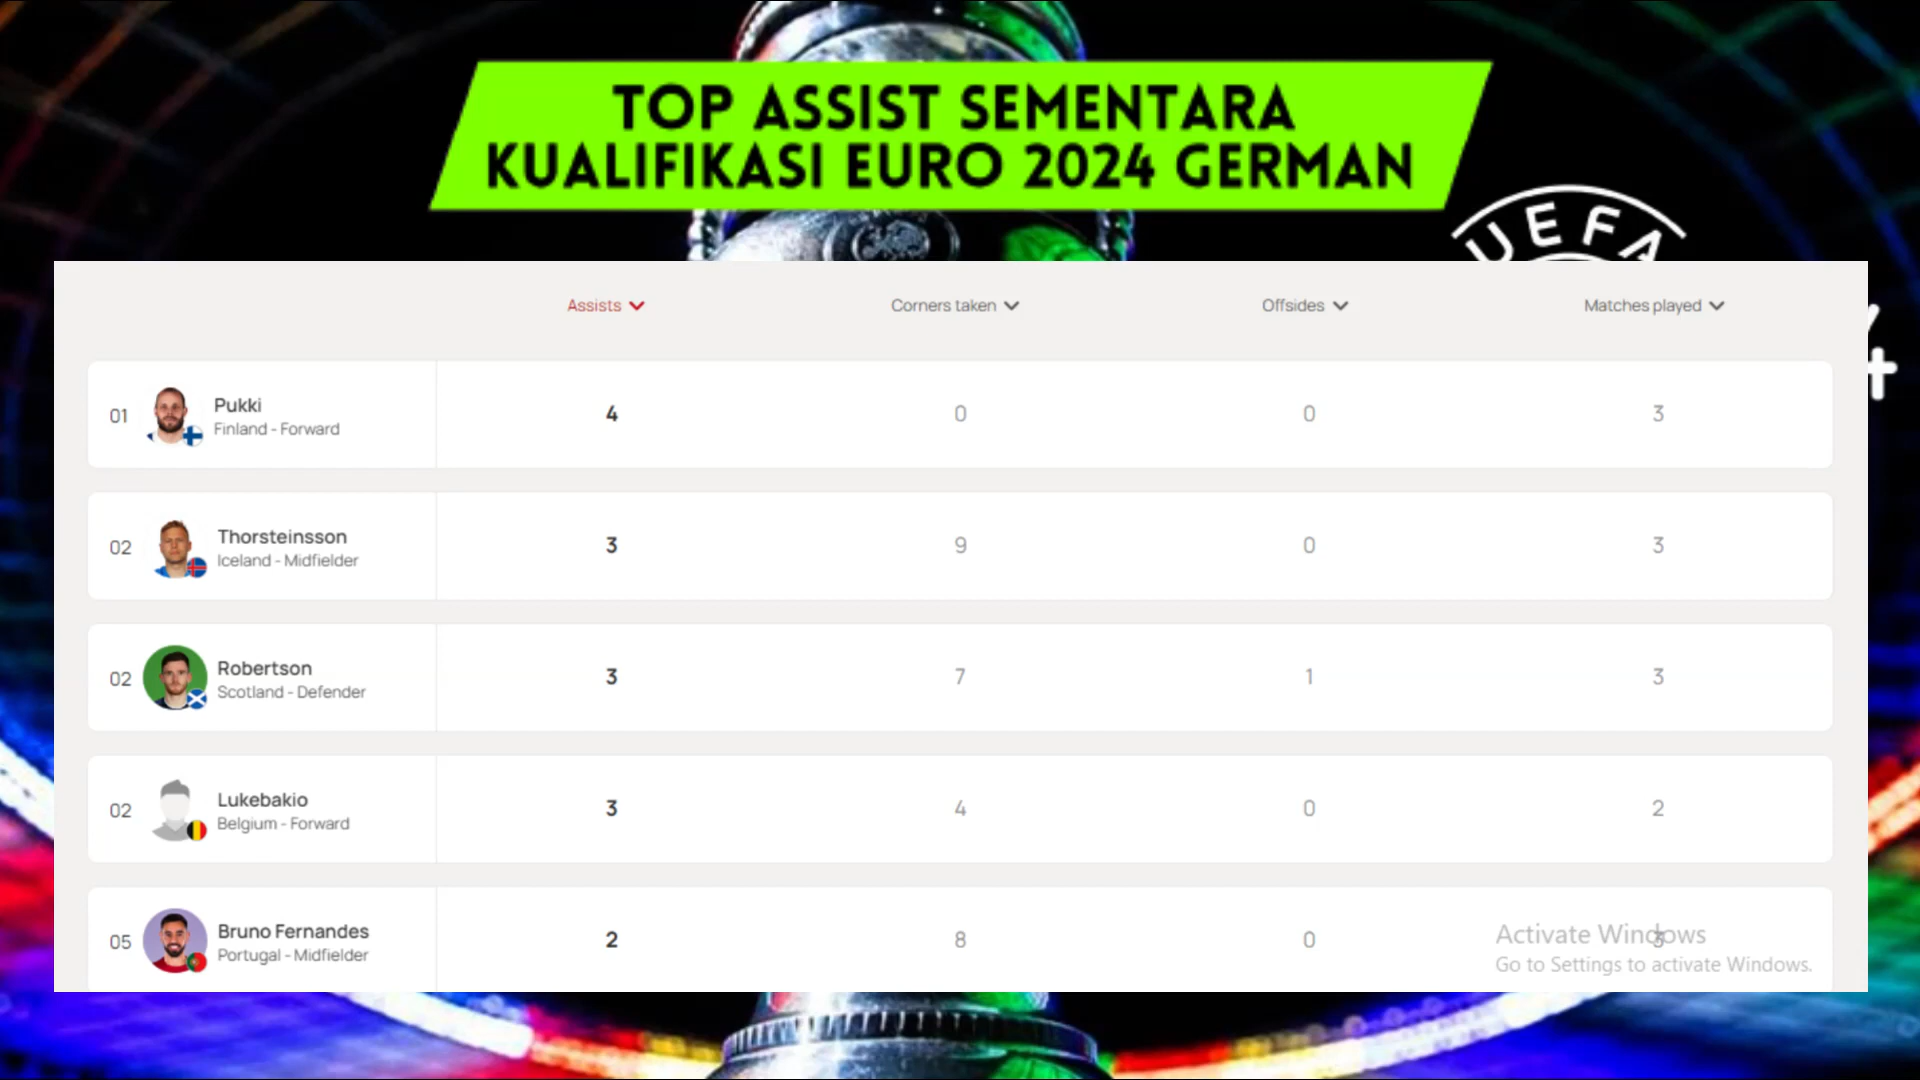 TOP ASSIST SEMENTARA
KUALIFIKASI EURO 2024 GERMAN
UEFA
4
Assists Corners taken Offsides Matches played
01 Pukki 4 0 0 3
Finland - Forward
02 Thorsteinsson 3 9 0 3
Iceland - Midfielder
02 Robertson 3 7 1 3
Scotland - Defender
02 Lukebakio 3 4 0 2
Belgium - Forward
05 Bruno Fernandes 2 8 0 3
Portugal - Midfielder
Activate Windows
Go to Settings to activate Windows.